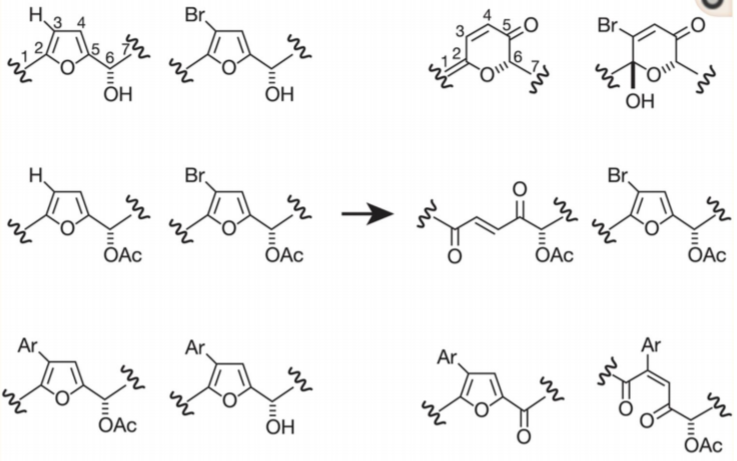 H 3 4 Br 4 Br
2 5 7 3 5 O O
1 O 6 O 1 2 O 6 7 O
OH OH OH
H Br O Br
O O O
OAc OAc O OAc OAc
Ar Ar Ar Ar
O O O O O
OAc OH O OAc